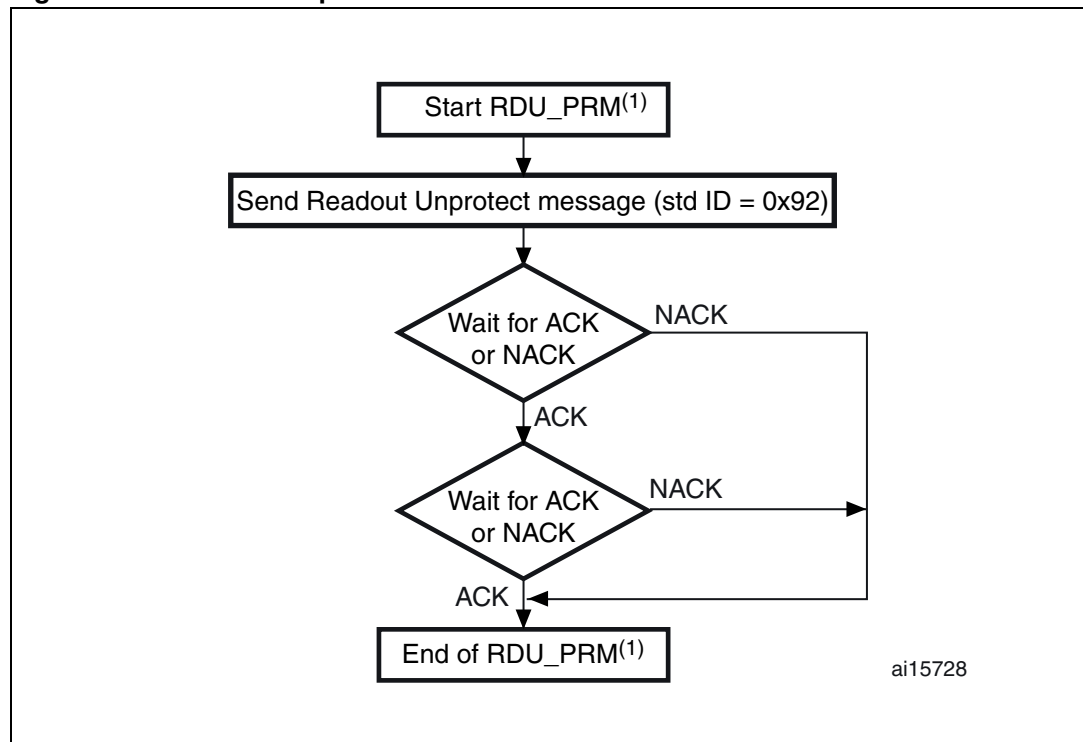 Start RDU_PRM(1)
Send Readout Unprotect message (std ID = 0x92)
Wait for ACK
or NACK
NACK
ACK
Wait for ACK
or NACK
NACK
ACK
End of RDU_PRM(1)
ai15728